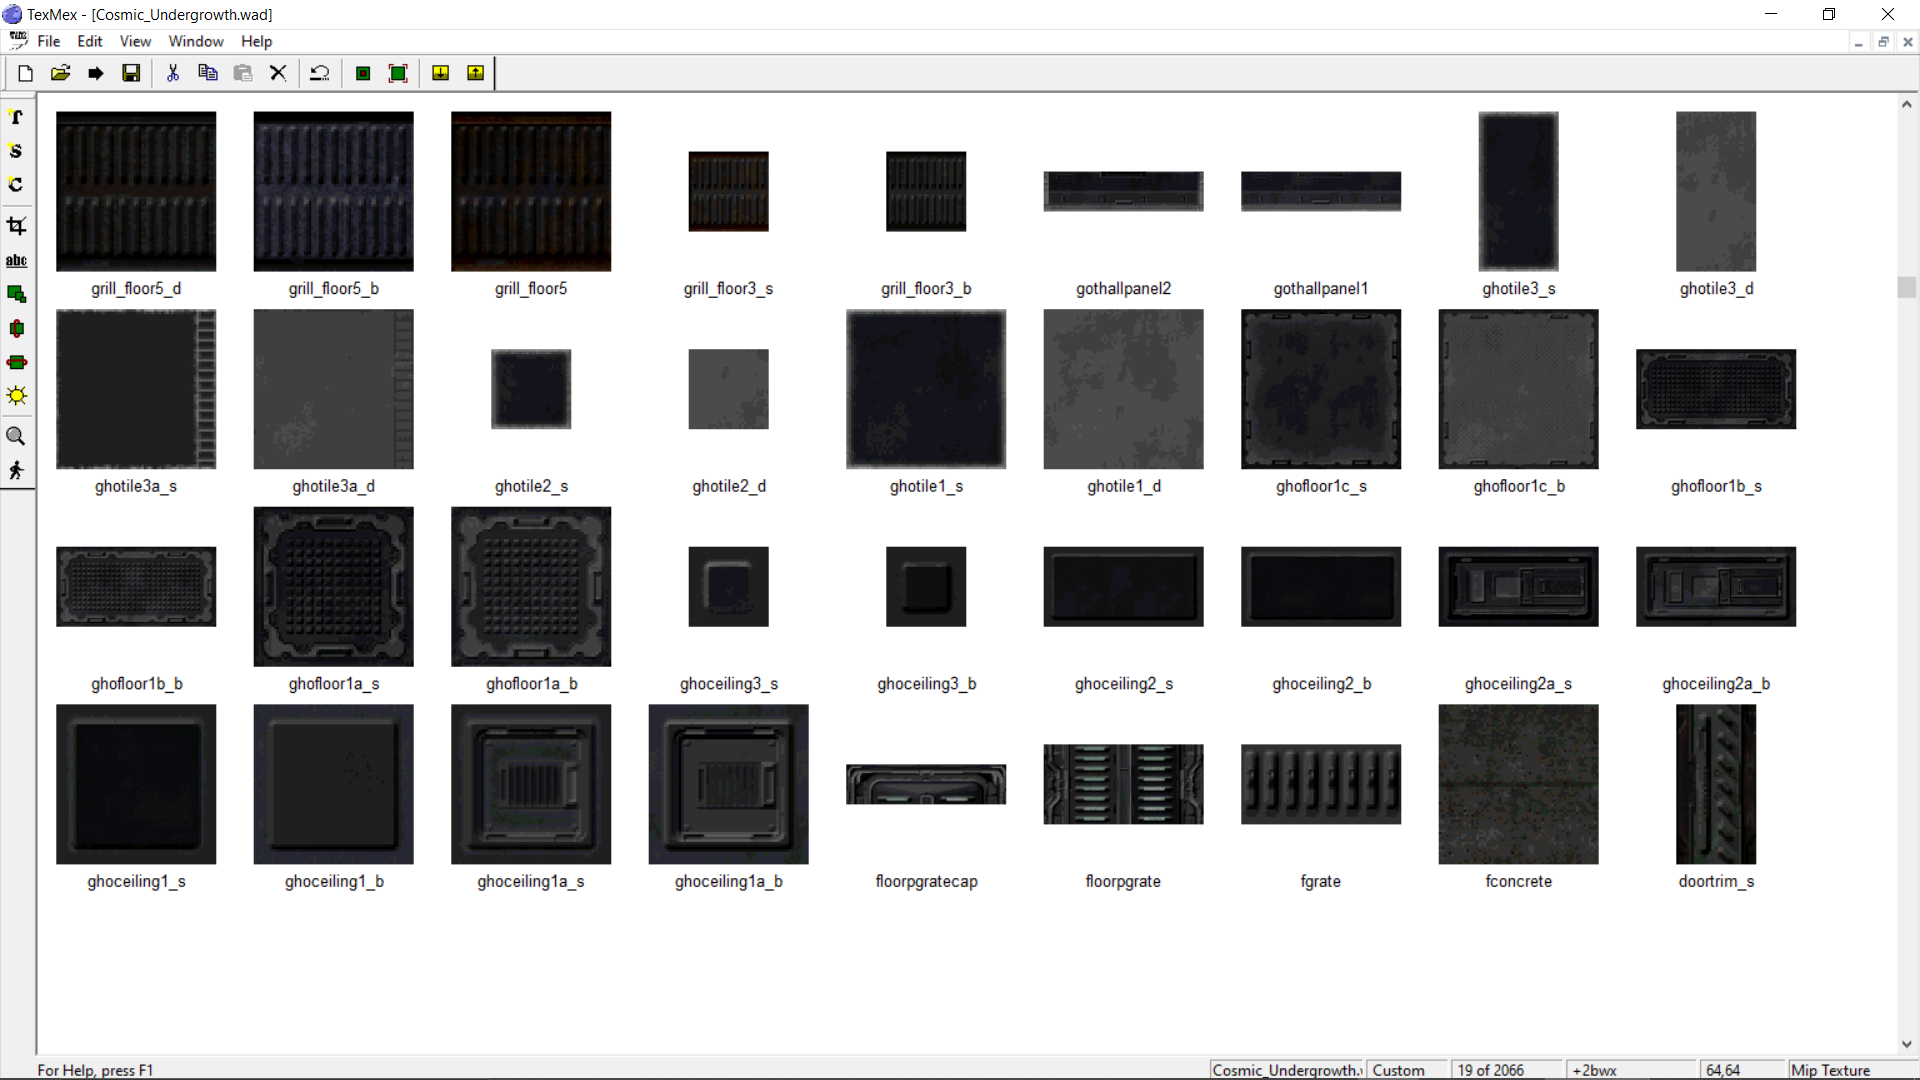 TexMex - [Cosmic_Undergrowth.wad]
File Edit View Window Help
T
S
C
abc
grill_floor5_d grill_floor5_b grill_floor5 grill_floor3_s grill_floor3_b gothallpanel2 gothallpanel1 ghotile3_s ghotile3_d
ghotile3a_s ghotile3a_d ghotile2_s ghotile2_d ghotile1_s ghotile1_d ghofloor1c_s ghofloor1c_b ghofloor1b_s
ghofloor1b_b ghofloor1a_s ghofloor1a_b ghoceiling3_s ghoceiling3_b ghoceiling2_s ghoceiling2_b ghoceiling2a_s ghoceiling2a_b
ghoceiling1_s ghoceiling1_b ghoceiling1a_s ghoceiling1a_b floorpgratecap floorpgrate fgrate fconcrete doortrim_s
For Help, press F1 Cosmic_Undergrowth. Custom 19 of 2066 +2bwx 64,64 Mip Texture